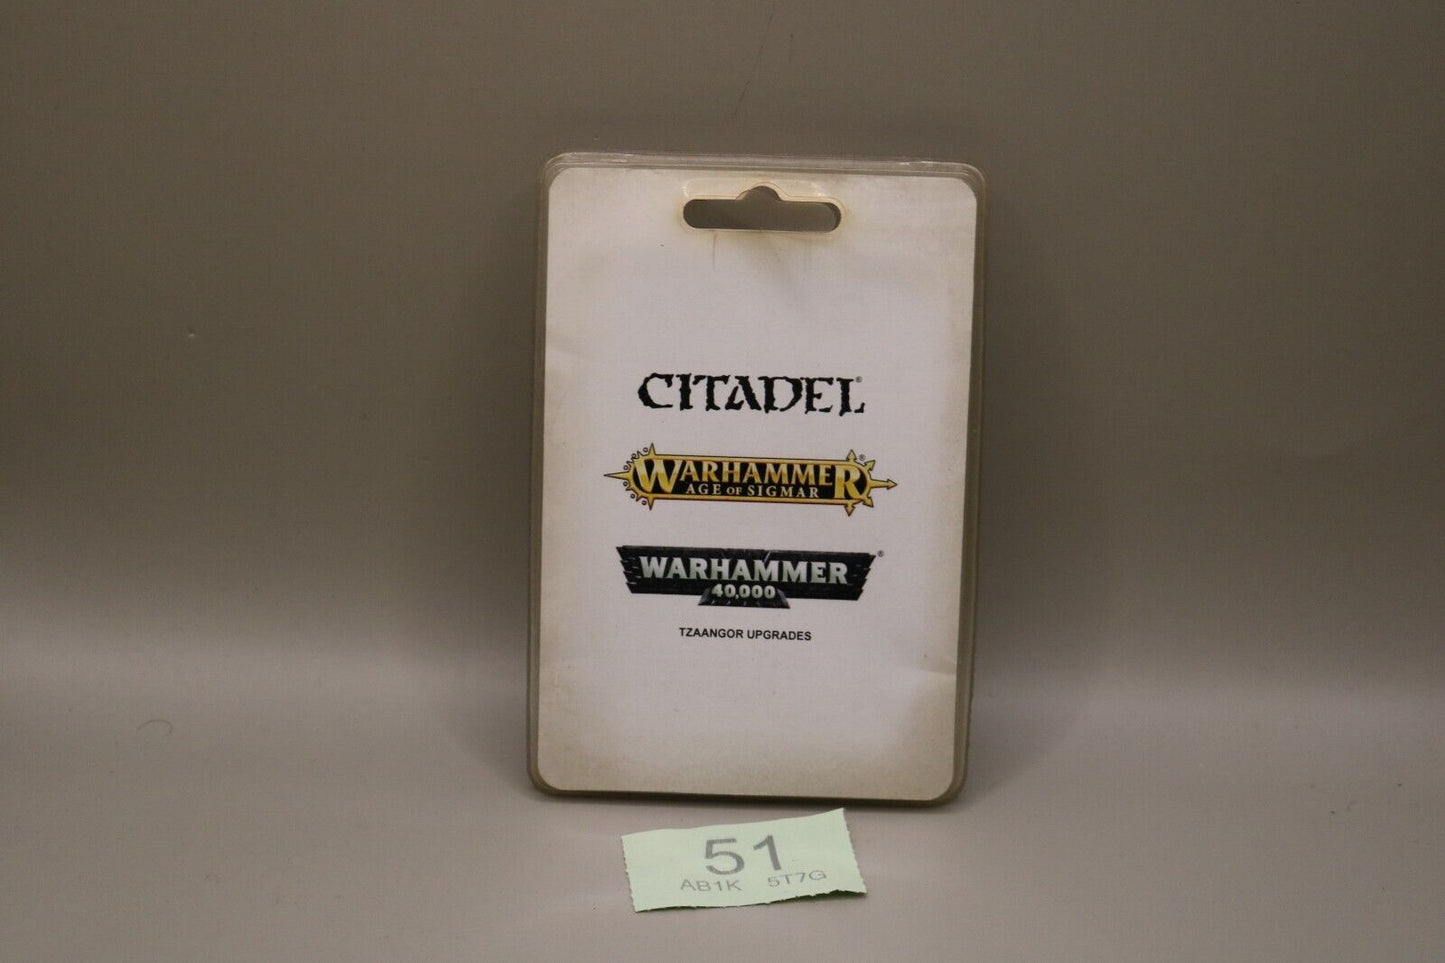 CITADEL®
WARHAMMER®
AGE OF SIGMAR
WARHAMMER®
40,000
TZAANGOR UPGRADES
51
AB1K 5T7G